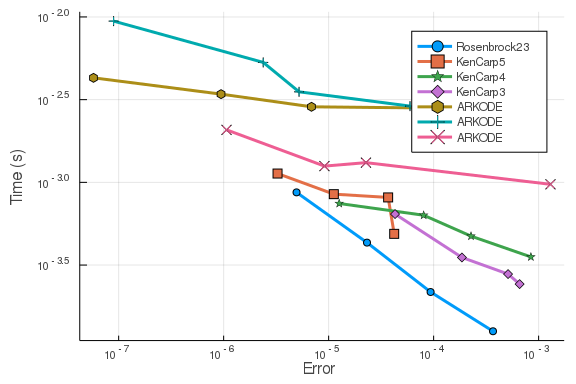 10^-2.0
10^-2.5
10^-3.0
10^-3.5
Time (s)
Rosenbrock23
KenCarp5
KenCarp4
KenCarp3
ARKODE
ARKODE
ARKODE
10^-7 10^-6 10^-5 10^-4 10^-3
Error